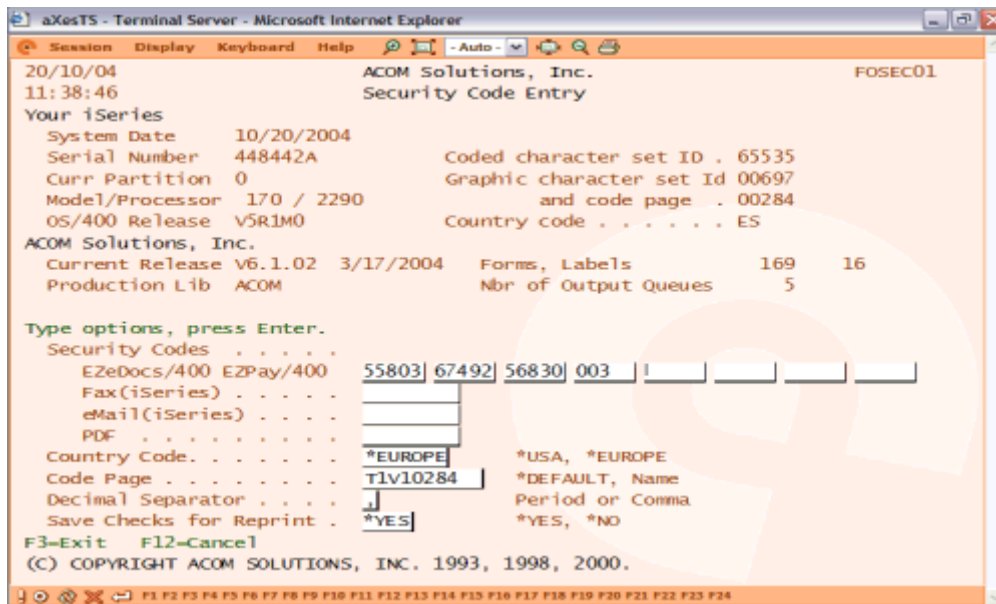 aXesTS - Terminal Server - Microsoft Internet Explorer
Session Display Keyboard Help - Auto -
20/10/04 ACOM Solutions, Inc. FOSEC01
11:38:46 Security Code Entry
Your iSeries
System Date 10/20/2004
Serial Number 448442A Coded character set ID . 65535
Curr Partition 0 Graphic character set Id 00697
Model/Processor 170 / 2290 and code page . 00284
OS/400 Release V5R1M0 Country code . . . . . . ES
ACOM Solutions, Inc.
Current Release V6.1.02 3/17/2004 Forms, Labels 169 16
Production Lib ACOM Nbr of Output Queues 5
Type options, press Enter.
Security Codes . . . . .
EZeDocs/400 EZPay/400 55803 67492 56830 003
Fax(iSeries) . . . . .
eMail(iSeries) . . . .
PDF . . . . . . . . .
Country Code. . . . . . . *EUROPE *USA, *EUROPE
Code Page . . . . . . . . T1V10284 *DEFAULT, Name
Decimal Separator . . . . , Period or Comma
Save Checks for Reprint . *YES *YES, *NO
F3=Exit F12=Cancel
(C) COPYRIGHT ACOM SOLUTIONS, INC. 1993, 1998, 2000.
F1 F2 F3 F4 F5 F6 F7 F8 F9 F10 F11 F12 F13 F14 F15 F16 F17 F18 F19 F20 F21 F22 F23 F24